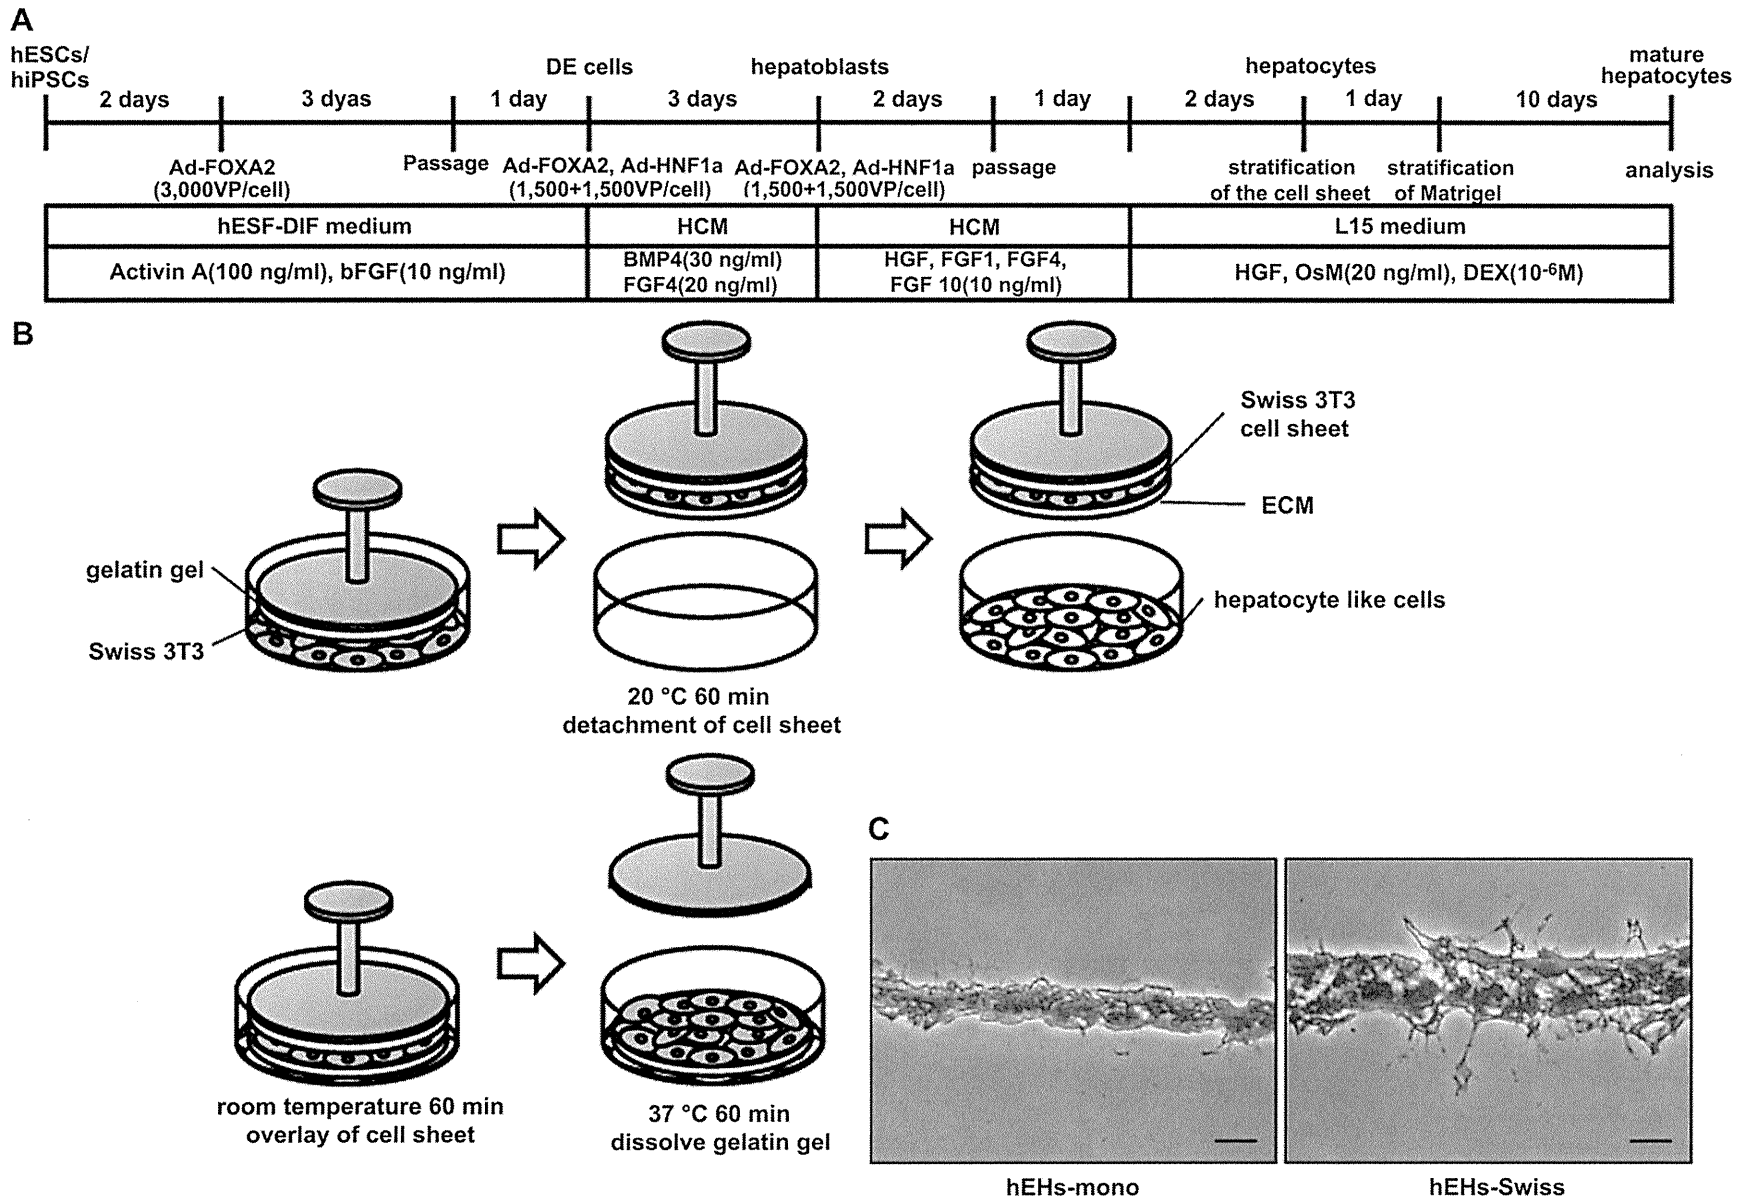 A
hESCs/
hiPSCs
DE cells
hepatoblasts
hepatocytes
mature
hepatocytes
2 days
3 dyas
1 day
3 days
2 days
1 day
2 days
1 day
10 days
Ad-FOXA2
(3,000VP/cell)
Passage
Ad-FOXA2, Ad-HNF1a
(1,500+1,500VP/cell)
Ad-FOXA2, Ad-HNF1a
(1,500+1,500VP/cell)
passage
stratification
of the cell sheet
stratification
of Matrigel
analysis
hESF-DIF medium
HCM
HCM
L15 medium
Activin A(100 ng/ml), bFGF(10 ng/ml)
BMP4(30 ng/ml)
FGF4(20 ng/ml)
HGF, FGF1, FGF4,
FGF 10(10 ng/ml)
HGF, OsM(20 ng/ml), DEX(10-6M)
B
gelatin gel
Swiss 3T3
20 °C 60 min
detachment of cell sheet
Swiss 3T3
cell sheet
ECM
hepatocyte like cells
room temperature 60 min
overlay of cell sheet
37 °C 60 min
dissolve gelatin gel
C
hEHs-mono
hEHs-Swiss